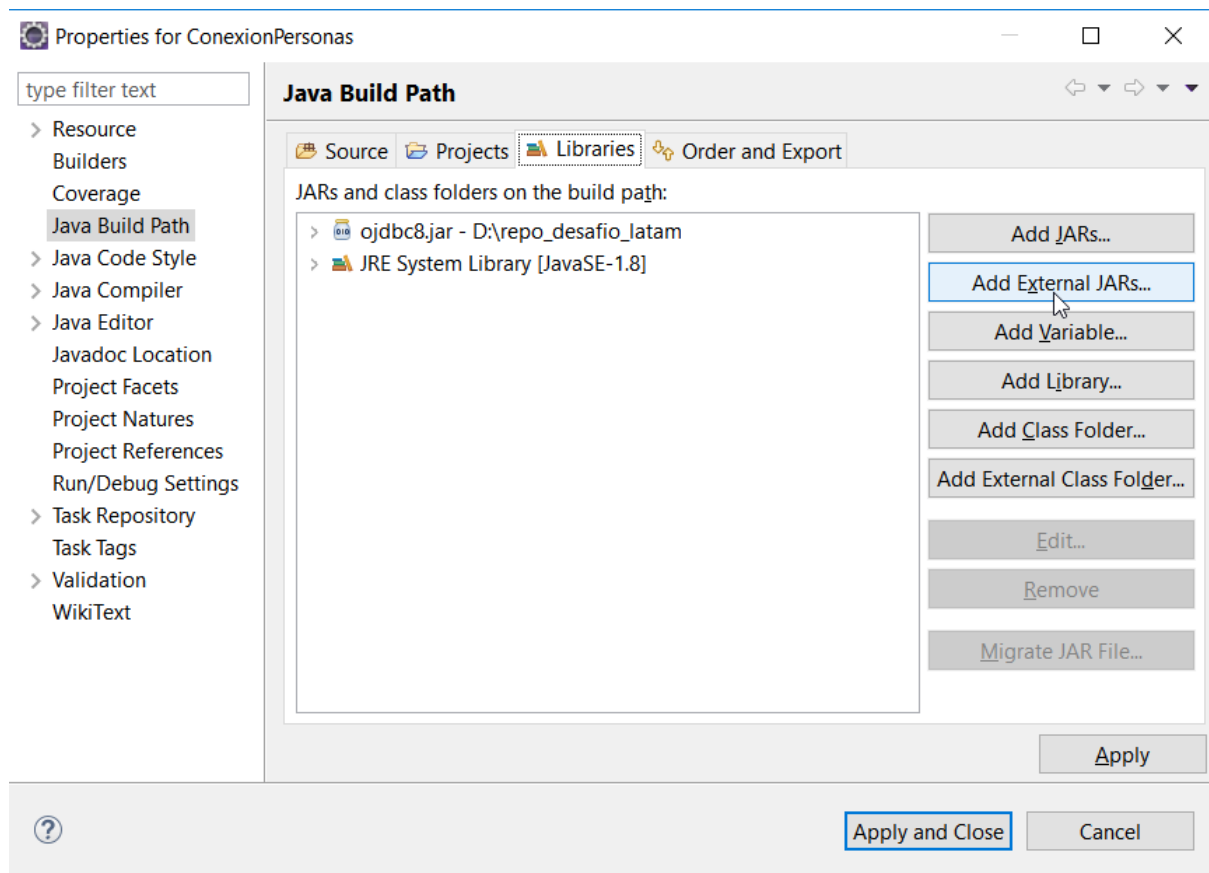 Properties for ConexionPersonas
type filter text
Resource
Builders
Coverage
Java Build Path
Java Code Style
Java Compiler
Java Editor
Javadoc Location
Project Facets
Project Natures
Project References
Run/Debug Settings
Task Repository
Task Tags
Validation
WikiText
Java Build Path
Source Projects Libraries Order and Export
JARs and class folders on the build path:
ojdbc8.jar - D:\repo_desafio_latam
JRE System Library [JavaSE-1.8]
Add JARs...
Add External JARs...
Add Variable...
Add Library...
Add Class Folder...
Add External Class Folder...
Edit...
Remove
Migrate JAR File...
Apply
Apply and Close Cancel